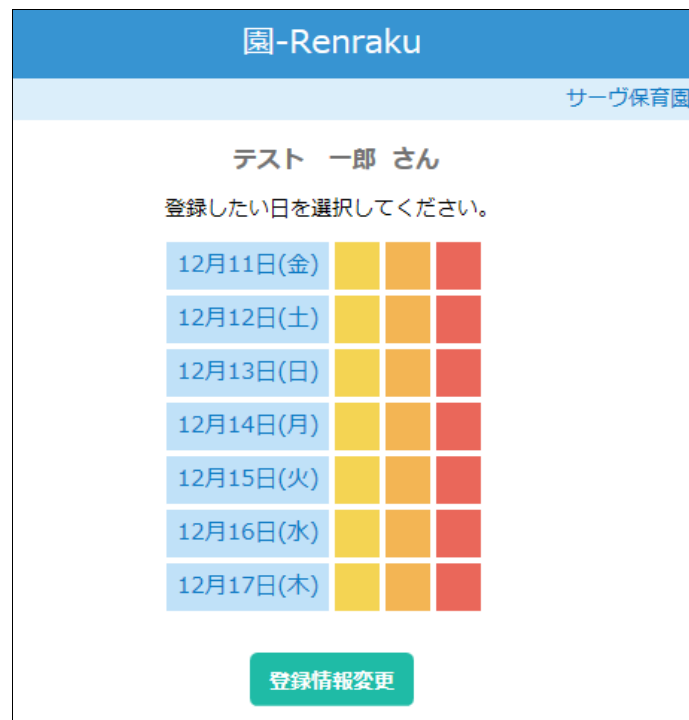 園-Renraku
サーヴ保育園
テスト　一郎 さん
登録したい日を選択してください。
12月11日(金)
12月12日(土)
12月13日(日)
12月14日(月)
12月15日(火)
12月16日(水)
12月17日(木)
登録情報変更